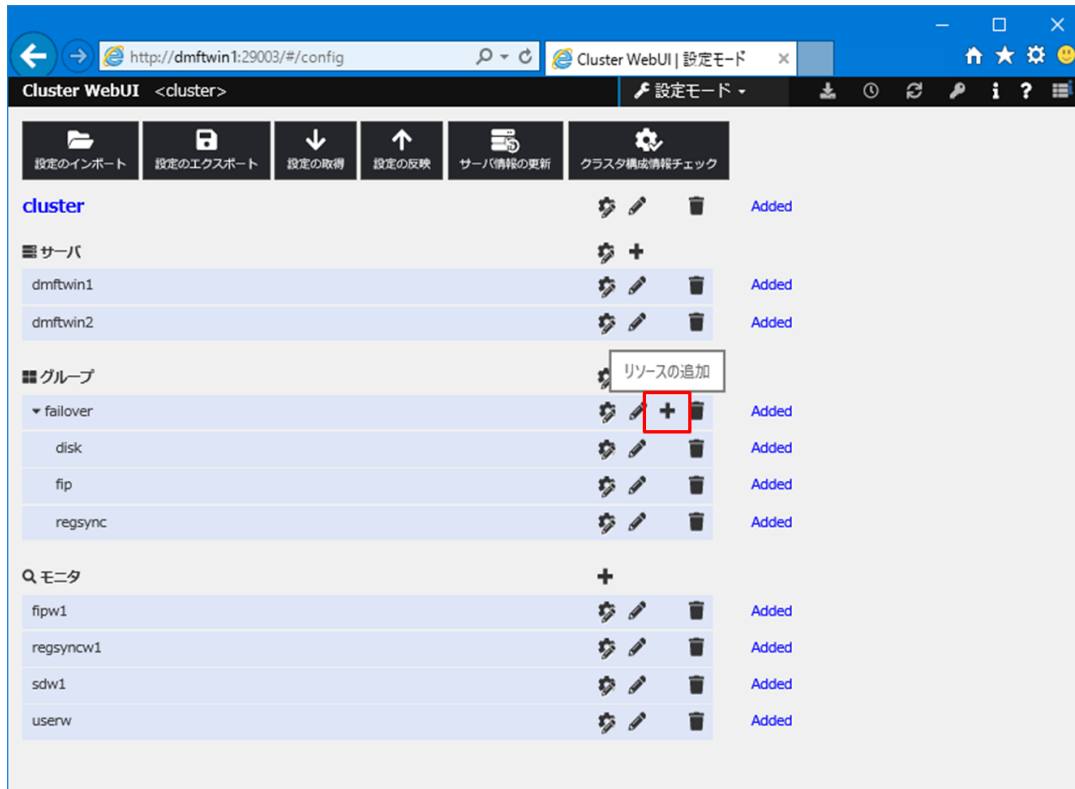 http://dmftwin1:29003/#/config
Cluster WebUI | 設定モード
Cluster WebUI <cluster>
設定モード
設定のインポート
設定のエクスポート
設定の取得
設定の反映
サーバ情報の更新
クラスタ構成情報チェック
cluster Added
サーバ
dmftwin1 Added
dmftwin2 Added
グループ
リソースの追加
failover Added
disk Added
fip Added
regsync Added
モニタ
fipw1 Added
regsyncw1 Added
sdw1 Added
userw Added